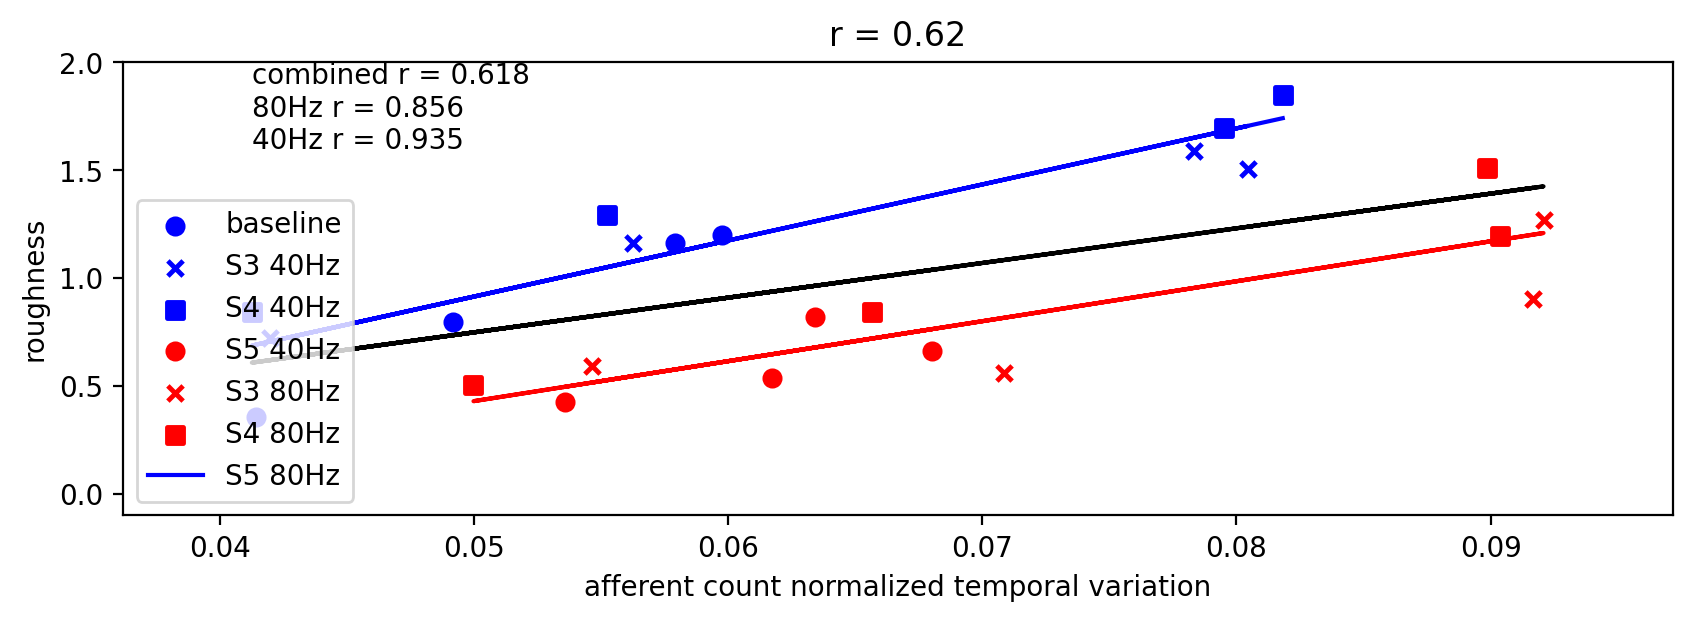 r = 0.62
combined r = 0.618
80Hz r = 0.856
40Hz r = 0.935
2.0
1.5
1.0
0.5
0.0
roughness
baseline
S3 40Hz
S4 40Hz
S5 40Hz
S3 80Hz
S4 80Hz
S5 80Hz
0.04 0.05 0.06 0.07 0.08 0.09
afferent count normalized temporal variation